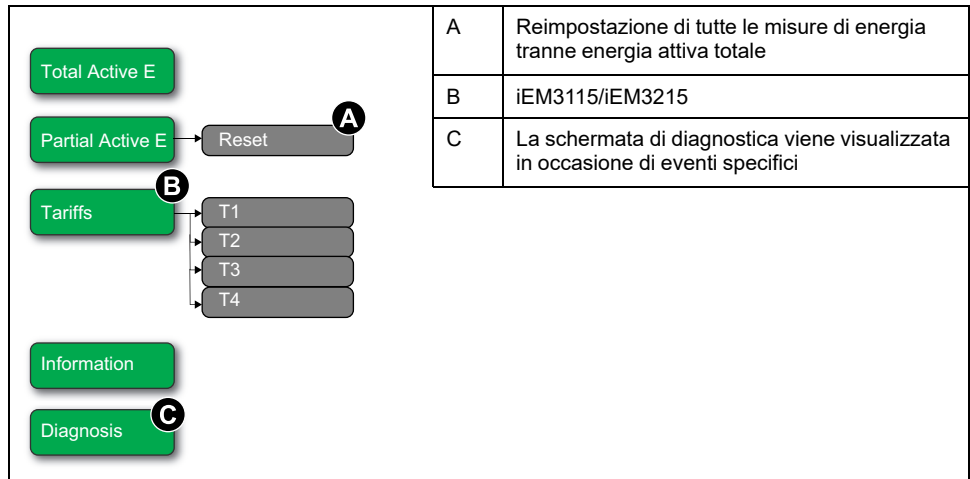 Total Active E
Partial Active E
Reset
A
B
Tariffs
T1
T2
T3
T4
Information
C
Diagnosis
A
Reimpostazione di tutte le misure di energia
tranne energia attiva totale
B
iEM3115/iEM3215
C
La schermata di diagnostica viene visualizzata
in occasione di eventi specifici